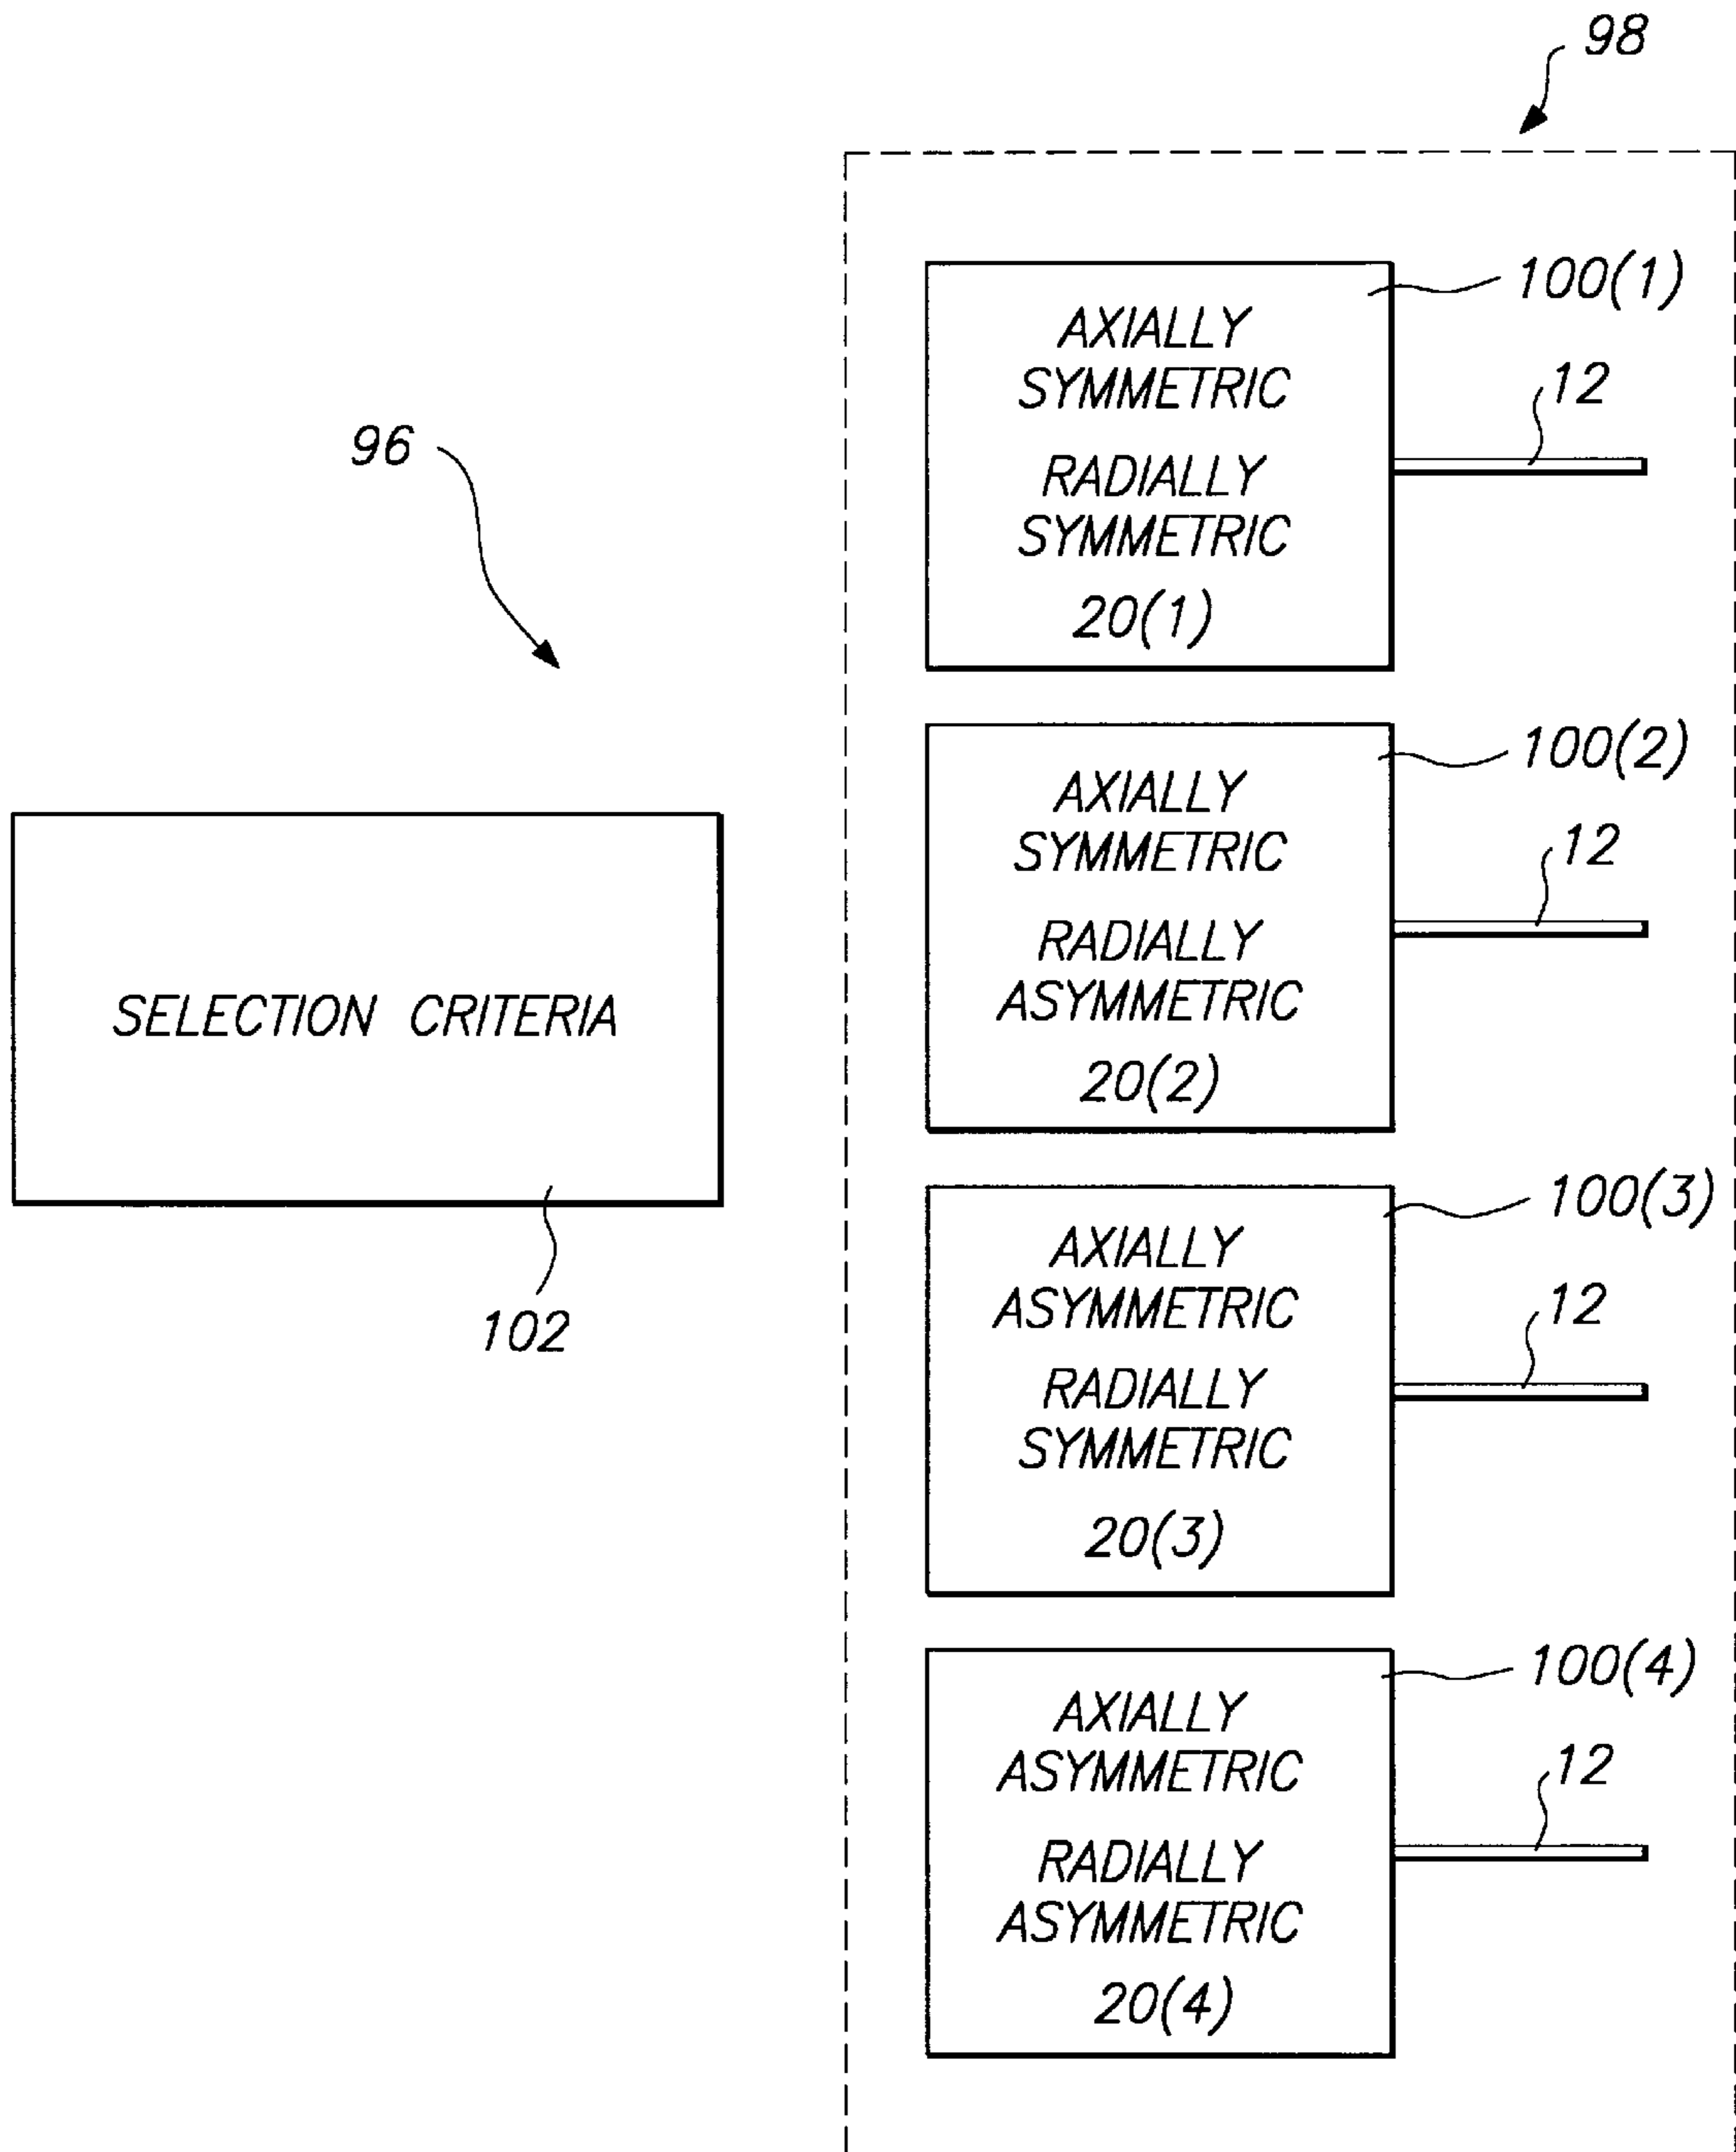 98
100(1)
AXIALLY
SYMMETRIC
12
RADIALLY
SYMMETRIC
20(1)
96
100(2)
AXIALLY
SYMMETRIC
12
RADIALLY
ASYMMETRIC
20(2)
SELECTION CRITERIA
102
100(3)
AXIALLY
ASYMMETRIC
12
RADIALLY
SYMMETRIC
20(3)
100(4)
AXIALLY
ASYMMETRIC
12
RADIALLY
ASYMMETRIC
20(4)